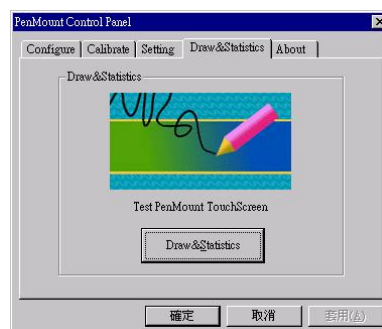 PenMount Control Panel
Configure Calibrate Setting Draw&Statistics About
Draw&Statistics
Test PenMount TouchScreen
Draw&Statistics
確定 取消 套用(A)